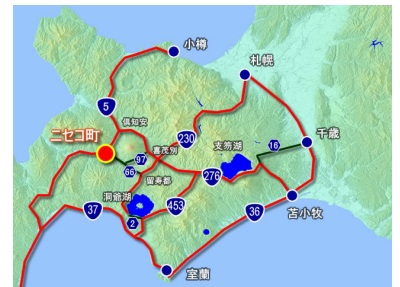 小樽
札幌
5
倶知安
ニセコ町
喜茂別
230
支笏湖
16
千歳
97
66
276
留寿都
洞爺湖
453
37
2
36
苫小牧
室蘭